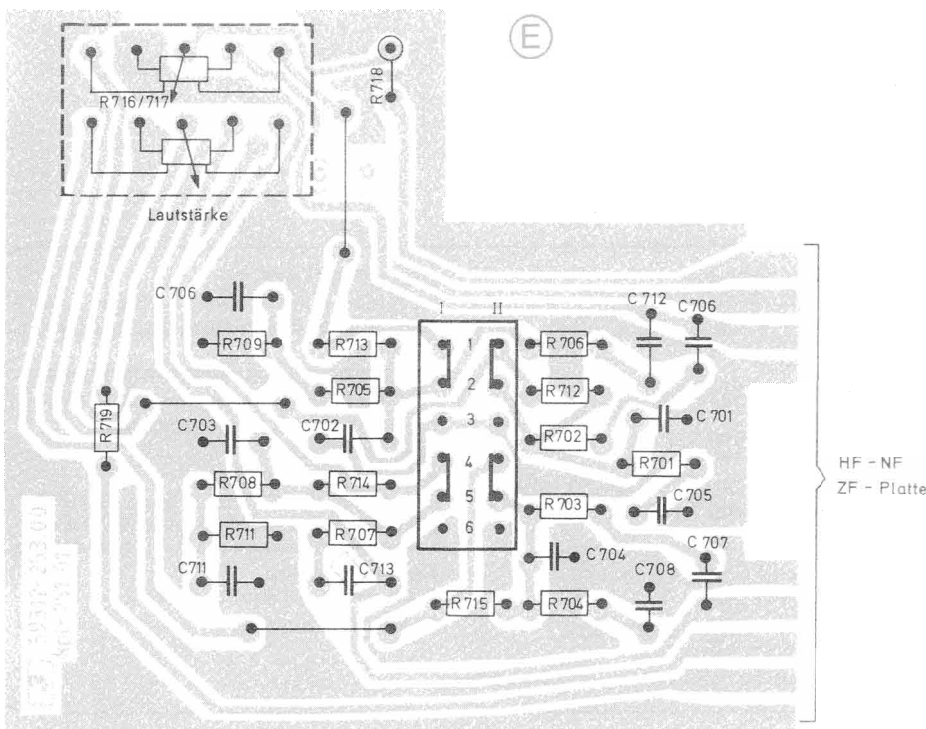 E
R718
R716/717
Lautstärke
C706
I II
C712 C706
R709 R713 1 R706
R705 2 R712
R719 C703 C702 3 R702 C701
4 R701
R708 R714 5 R703 C705
R711 R707 6
C704 C707
C711 C713 C708
R715 R704
HF-NF
ZF-Platte